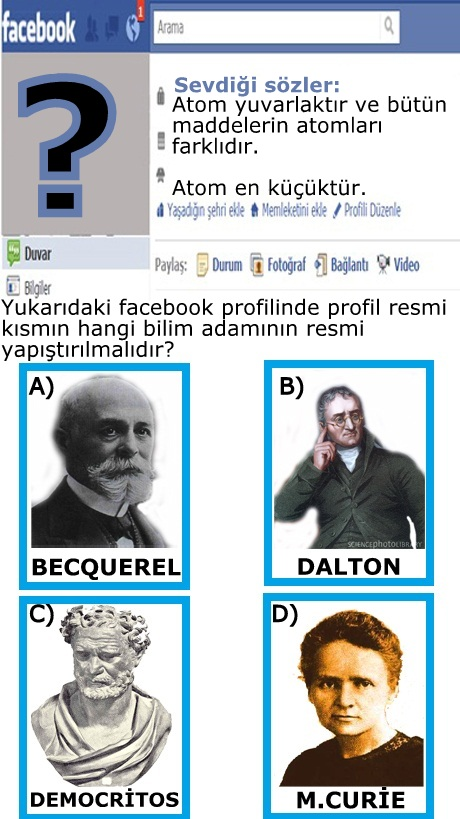 facebook
1
Arama
?
Sevdiği sözler:
Atom yuvarlaktır ve bütün
maddelerin atomları
farklıdır.
Atom en küçüktür.
Yaşadığın şehri ekle Memleketini ekle Profili Düzenle
Duvar
Paylaş: Durum Fotoğraf Bağlantı Video
Bilgiler
Yukarıdaki facebook profilinde profil resmi
kısmın hangi bilim adamının resmi
yapıştırılmalıdır?
A)
BECQUEREL
B)
SCIENCEPHOTOLIBRARY
DALTON
C)
DEMOCRİTOS
D)
M.CURİE